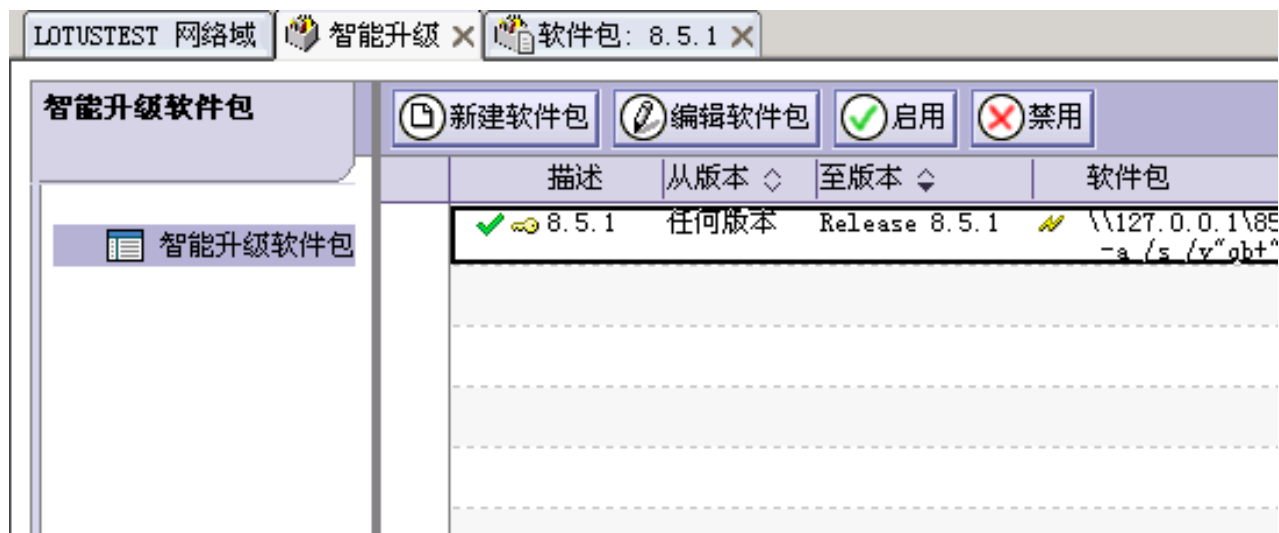 LOTUSTEST 网络域 智能升级 软件包: 8.5.1
智能升级软件包 新建软件包 编辑软件包 启用 禁用
描述 从版本 至版本 软件包
智能升级软件包 8.5.1 任何版本 Release 8.5.1 \\127.0.0.1\85
-a /s /v"qb+"